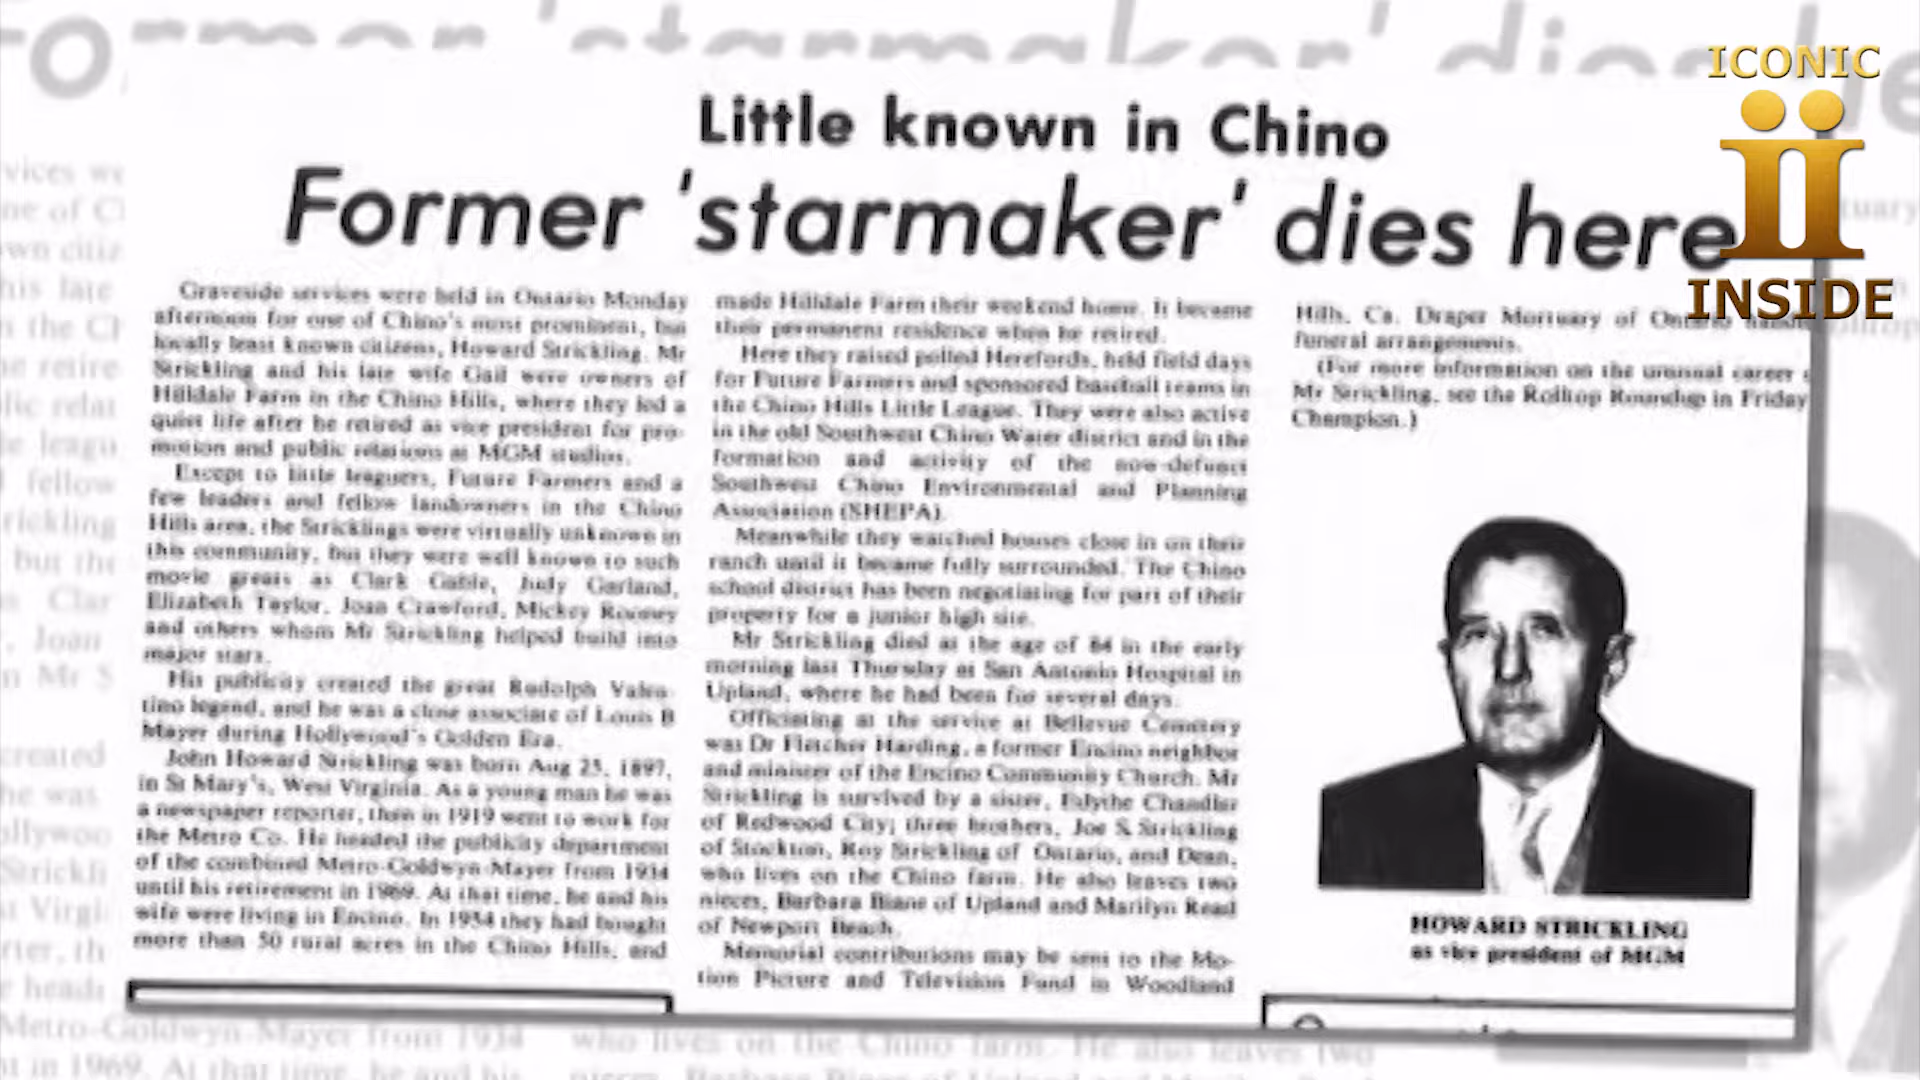 Little known in Chino
Former 'starmaker' dies here
Graveside services were held in Ontario Monday
afternoon for one of Chino's most prominent, but
locally least known citizens, Howard Strickling. Mr
Strickling and his late wife Gail were owners of
Hilldale Farm in the Chino Hills, where they led a
quiet life after he retired as vice president for pro-
motion and public relations at MGM studios.
Except to little leaguers, Future Farmers and a
few leaders and fellow landowners in the Chino
Hills area, the Stricklings were virtually unknown in
this community, but they were well known to such
movie greats as Clark Gable, Judy Garland,
Elizabeth Taylor, Joan Crawford, Mickey Rooney
and others whom Mr Strickling helped build into
major stars.
His publicity created the great Rudolph Valen-
tino legend, and he was a close associate of Louis B
Mayer during Hollywood's Golden Era.
John Howard Strickling was born Aug 25, 1897,
in St Mary's, West Virginia. As a young man he was
a newspaper reporter, then in 1919 went to work for
the Metro Co. He headed the publicity department
of the combined Metro-Goldwyn-Mayer from 1934
until his retirement in 1969. At that time, he and his
wife were living in Encino. In 1954 they had bought
more than 50 rural acres in the Chino Hills, and
made Hilldale Farm their weekend home. It became
their permanent residence when he retired.
Here they raised polled Herefords, held field days
for Future Farmers and sponsored baseball teams in
the Chino Hills Little League. They were also active
in the old Southwest Chino Water district and in the
formation and activity of the now-defunct
Southwest Chino Environmental and Planning
Association (SHEPA).
Meanwhile they watched houses close in on their
ranch until it became fully surrounded. The Chino
school district has been negotiating for part of their
property for a junior high site.
Mr Strickling died at the age of 84 in the early
morning last Thursday at San Antonio Hospital in
Upland, where he had been for several days.
Officiating at the service at Bellevue Cemetery
was Dr Fletcher Harding, a former Encino neighbor
and minister of the Encino Community Church. Mr
Strickling is survived by a sister, Edythe Chandler
of Redwood City; three brothers, Joe S Strickling
of Stockton, Roy Strickling of Ontario, and Dean,
who lives on the Chino farm. He also leaves two
nieces, Barbara Biane of Upland and Marilyn Read
of Newport Beach.
Memorial contributions may be sent to the Mo-
tion Picture and Television Fund in Woodland
Hills, Ca. Draper Mortuary of Ontario
funeral arrangements.
(For more information on the unusual career
Mr Strickling, see the Rolltop Roundup in Friday
Champion.)
HOWARD STRICKLING
as vice president of MGM
ICONIC
ii
INSIDE